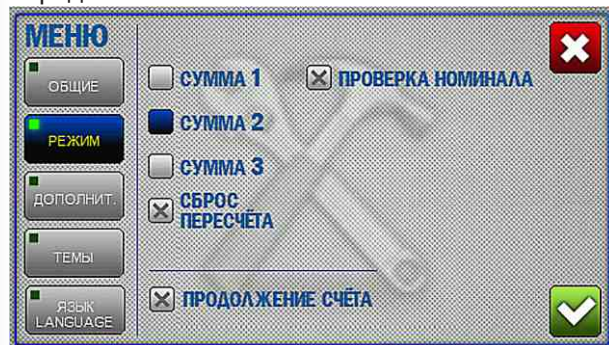 МЕНЮ
ОБЩИЕ
РЕЖИМ
ДОПОЛНИТ.
ТЕМЫ
ЯЗЫК
LANGUAGE
СУММА 1
ПРОВЕРКА НОМИНАЛА
СУММА 2
СУММА 3
СБРОС
ПЕРЕСЧЁТА
ПРОДОЛЖЕНИЕ СЧЁТА